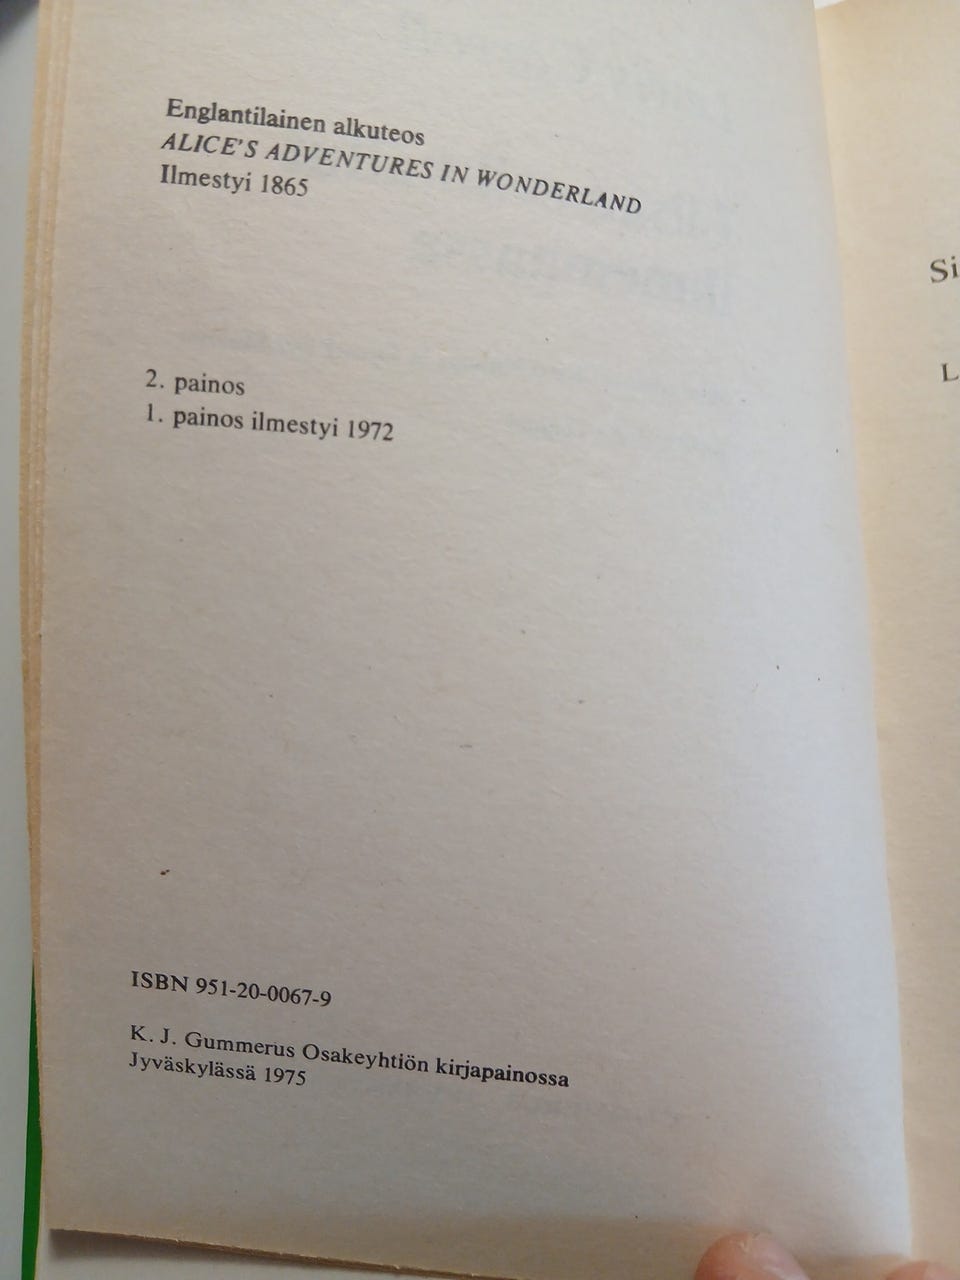 Englantilainen alkuteos
ALICE'S ADVENTURES IN WONDERLAND
Ilmestyi 1865
2. painos
1. painos ilmestyi 1972
ISBN 951-20-0067-9
K. J. Gummerus Osakeyhtiön kirjapainossa
Jyväskylässä 1975
Si
L